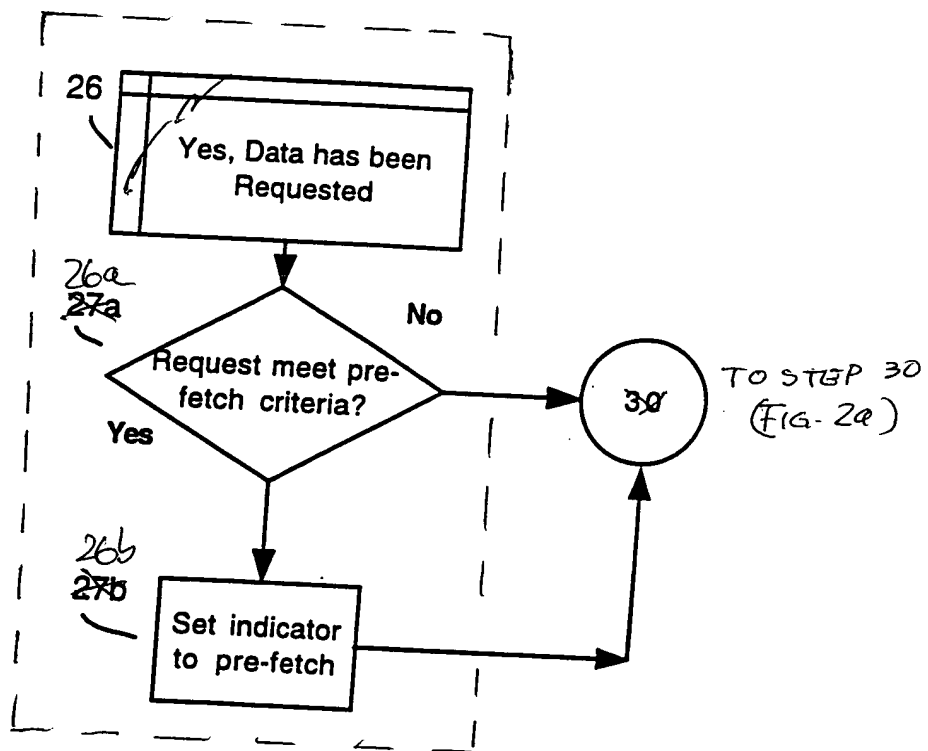 26
Yes, Data has been
Requested
26a
27a
No
Request meet pre-
fetch criteria?
Yes
30
TO STEP 30
(FIG. 2a)
26b
27b
Set indicator
to pre-fetch